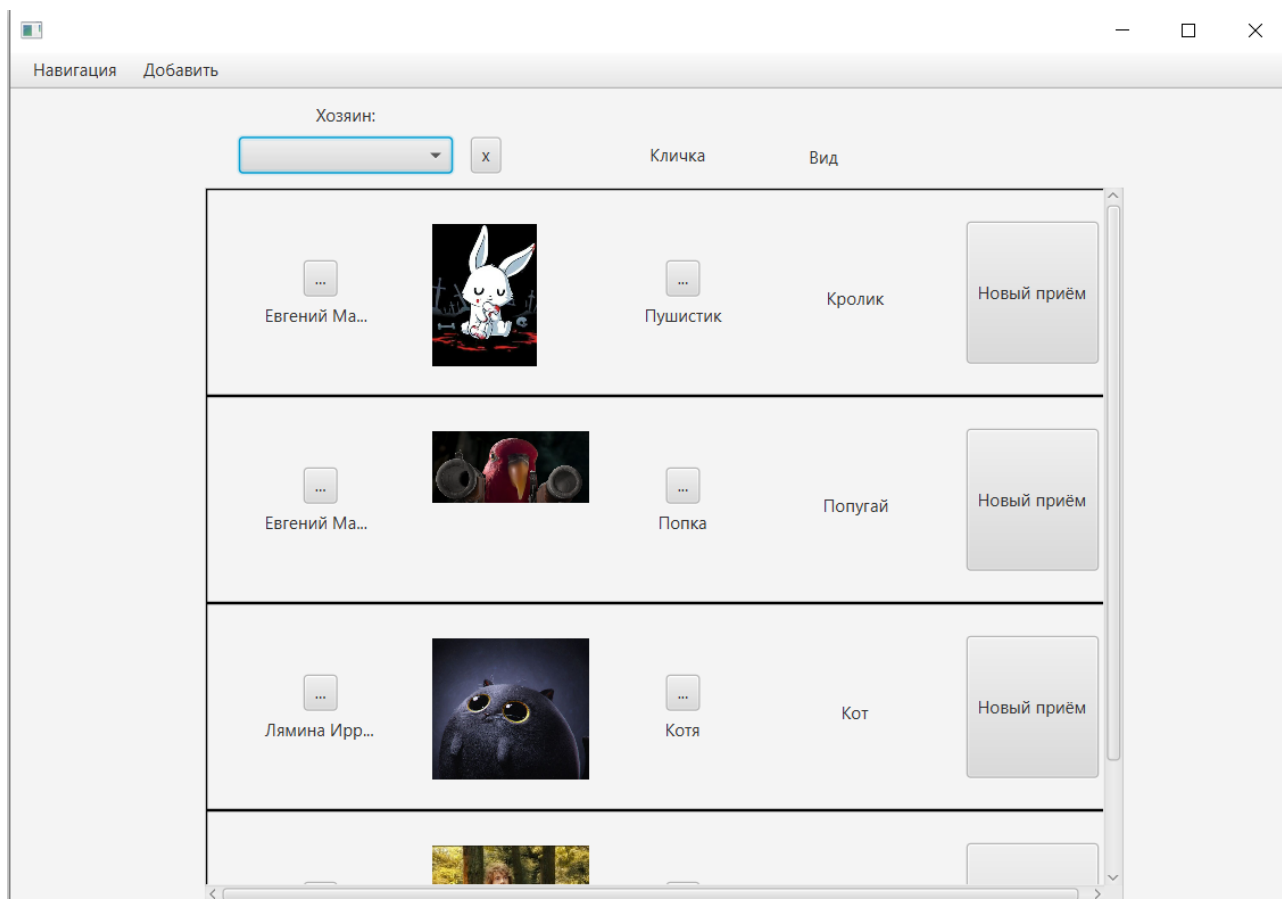 Навигация Добавить
Хозяин:
x Кличка Вид
...
Евгений Ма...
...
Пушистик
Кролик
Новый приём
...
Евгений Ма...
...
Попка
Попугай
Новый приём
...
Лямина Ирр...
...
Котя
Кот
Новый приём